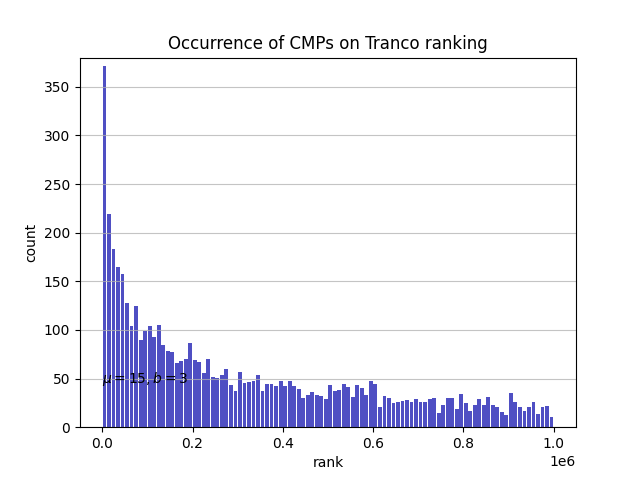 Occurrence of CMPs on Tranco ranking
350
300
250
200
150
100
50
0
count
μ = 15, b = 3
0.0 0.2 0.4 0.6 0.8 1.0
1e6
rank